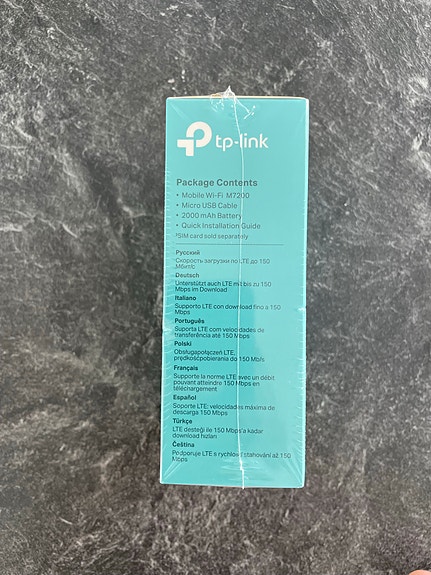 tp-link
Package Contents
• Mobile Wi-Fi M7200
• Micro USB Cable
• 2000 mAh Battery
• Quick Installation Guide
*SIM card sold separately
Русский
Скорость загрузки по LTE до 150
Мбит/с
Deutsch
Unterstützt auch LTE mit bis zu 150
Mbps im Download
Italiano
Supporto LTE con download fino a 150
Mbps
Português
Suporta LTE com velocidades de
transferência até 150 Mbps
Polski
Obsługa połączeń LTE,
prędkość pobierania do 150 Mb/s
Français
Supporte la norme LTE avec un débit
pouvant atteindre 150 Mbps en
téléchargement
Español
Soporte LTE: velocidades máxima de
descarga 150 Mbps
Türkçe
LTE desteği ile 150 Mbps'a kadar
download hızları
Čeština
Podporuje LTE s rychlostí stahování až 150
Mbps